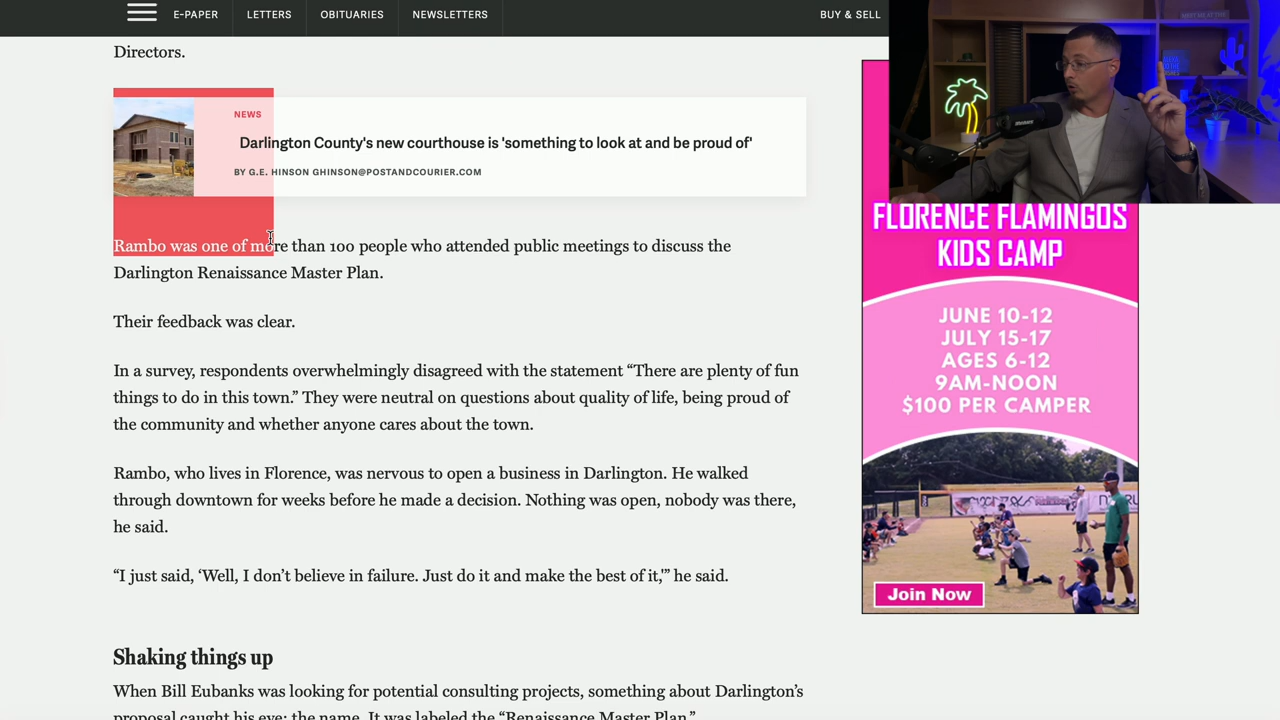 E-PAPER LETTERS OBITUARIES NEWSLETTERS BUY & SELL
Directors.
NEWS
Darlington County's new courthouse is 'something to look at and be proud of'
BY G.E. HINSON GHINSON@POSTANDCOURIER.COM
Rambo was one of more than 100 people who attended public meetings to discuss the
Darlington Renaissance Master Plan.
Their feedback was clear.
In a survey, respondents overwhelmingly disagreed with the statement “There are plenty of fun
things to do in this town.” They were neutral on questions about quality of life, being proud of
the community and whether anyone cares about the town.
Rambo, who lives in Florence, was nervous to open a business in Darlington. He walked
through downtown for weeks before he made a decision. Nothing was open, nobody was there,
he said.
“I just said, ‘Well, I don’t believe in failure. Just do it and make the best of it,'” he said.
Shaking things up
When Bill Eubanks was looking for potential consulting projects, something about Darlington’s
proposal caught his eye: the name. It was labeled the “Renaissance Master Plan.”
FLORENCE FLAMINGOS
KIDS CAMP
JUNE 10-12
JULY 15-17
AGES 6-12
9AM-NOON
$100 PER CAMPER
Join Now